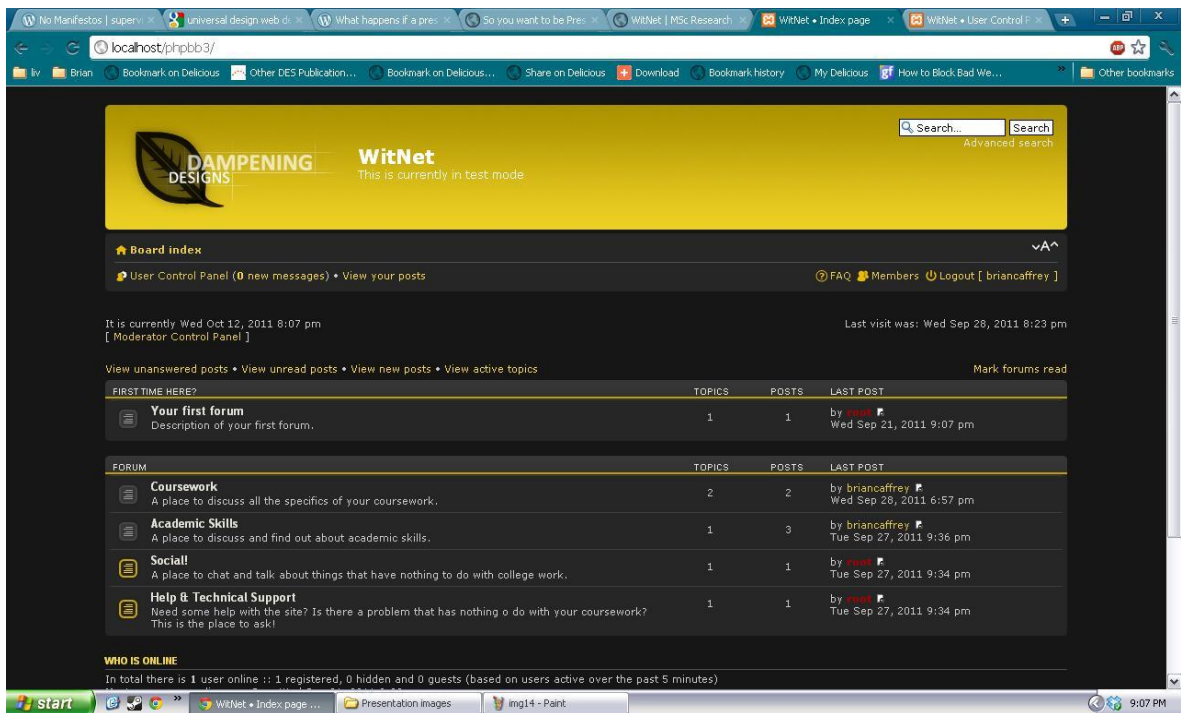 No Manifestos | supervi
universal design web de
What happens if a pres
So you want to be Pres
WitNet | MSc Research
WitNet • Index page
WitNet • User Control P
localhost/phpbb3/
ABP
liv
Brian
Bookmark on Delicious
Other DES Publication...
Bookmark on Delicious...
Share on Delicious
Download
Bookmark history
My Delicious
gf How to Block Bad We...
»
Other bookmarks
DAMPENING
DESIGNS
WitNet
This is currently in test mode
Search...
Search
Advanced search
Board index
vA^
User Control Panel (0 new messages) • View your posts
FAQ Members Logout [ briancaffrey ]
It is currently Wed Oct 12, 2011 8:07 pm
Last visit was: Wed Sep 28, 2011 8:23 pm
[ Moderator Control Panel ]
View unanswered posts • View unread posts • View new posts • View active topics
Mark forums read
FIRST TIME HERE? TOPICS POSTS LAST POST
Your first forum
Description of your first forum.
1 1
by root
Wed Sep 21, 2011 9:07 pm
FORUM TOPICS POSTS LAST POST
Coursework
A place to discuss all the specifics of your coursework.
2 2
by briancaffrey
Wed Sep 28, 2011 6:57 pm
Academic Skills
A place to discuss and find out about academic skills.
1 3
by briancaffrey
Tue Sep 27, 2011 9:36 pm
Social!
A place to chat and talk about things that have nothing to do with college work.
1 1
by root
Tue Sep 27, 2011 9:34 pm
Help & Technical Support
Need some help with the site? Is there a problem that has nothing o do with your coursework?
This is the place to ask!
1 1
by root
Tue Sep 27, 2011 9:34 pm
WHO IS ONLINE
In total there is 1 user online :: 1 registered, 0 hidden and 0 guests (based on users active over the past 5 minutes)
start
»
WitNet • Index page ...
Presentation images
img14 - Paint
9:07 PM